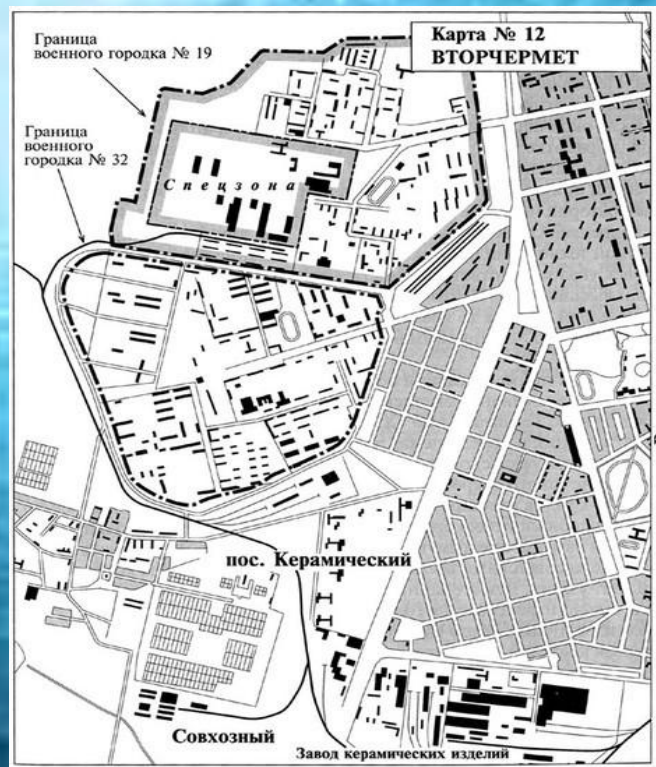 Граница
военного городка № 19
Карта № 12
ВТОРЧЕРМЕТ
Граница
военного
городка № 32
Спецзона
пос. Керамический
Совхозный
Завод керамических изделий